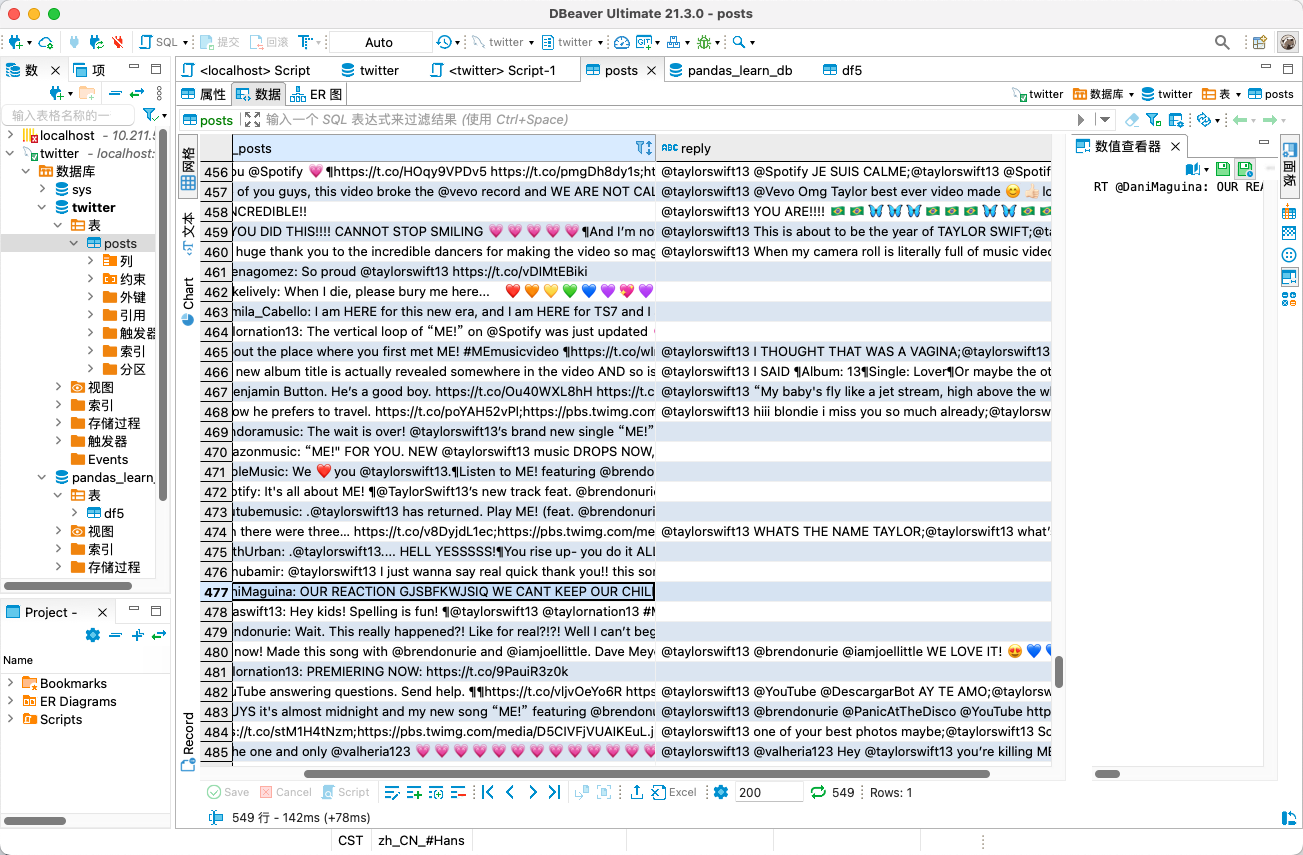 DBeaver Ultimate 21.3.0 - posts
SQL 提交 回滚 Auto twitter twitter
数 项 <localhost> Script twitter <twitter> Script-1 posts pandas_learn_db df5
属性 数据 ER 图 twitter 数据库 twitter 表 posts
输入表格名称的一
posts 输入一个 SQL 表达式来过滤结果 (使用 Ctrl+Space)
localhost - 10.211.5
twitter - localhost:
数据库
sys
twitter
表
posts
列
约束
外键
引用
触发器
索引
分区
视图
索引
存储过程
触发器
Events
pandas_learn_
表
df5
视图
索引
存储过程
Project -
Name
Bookmarks
ER Diagrams
Scripts
网格
文本
Chart
Record
_posts ABC reply
456 ou @Spotify 💗¶https://t.co/HOqy9VPDv5 https://t.co/pmgDh8dy1s;ht @taylorswift13 @Spotify JE SUIS CALME;@taylorswift13 @Spotify
457 of you guys, this video broke the @vevo record and WE ARE NOT CAL @taylorswift13 @Vevo Omg Taylor best ever video made 😊👍🏻 lo
458 NCREDIBLE!! @taylorswift13 YOU ARE!!!! 🇧🇷🇧🇷🦋🦋🦋🇧🇷🇧🇷🇧🇷🦋🦋🇧🇷🇧🇷
459 YOU DID THIS!!!! CANNOT STOP SMILING 💗💗💗💗💗¶And I’m no @taylorswift13 This is about to be the year of TAYLOR SWIFT;@ta
460 huge thank you to the incredible dancers for making the video so mag @taylorswift13 When my camera roll is literally full of music video
461 enagomez: So proud @taylorswift13 https://t.co/vDlMtEBiki
462 kelively: When I die, please bury me here... ❤️🧡💛💚💙💜💖💜
463 mila_Cabello: I am HERE for this new era, and I am HERE for TS7 and I
464 lornation13: The vertical loop of “ME!” on @Spotify was just updated
465 out the place where you first met ME! #MEmusicvideo ¶https://t.co/wI @taylorswift13 I THOUGHT THAT WAS A VAGINA;@taylorswift13
466 new album title is actually revealed somewhere in the video AND so is @taylorswift13 I SAID ¶Album: 13¶Single: Lover¶Or maybe the ot
467 enjamin Button. He’s a good boy. https://t.co/Ou40WXL8hH https:// @taylorswift13 “My baby's fly like a jet stream, high above the w
468 ow he prefers to travel. https://t.co/poYAH52vPl;https://pbs.twimg.com @taylorswift13 hiii blondie i miss you so much already;@taylorsw
469 ndoramusic: The wait is over! @taylorswift13’s brand new single “ME!”
470 azonmusic: “ME!" FOR YOU. NEW @taylorswift13 music DROPS NOW,
471 pleMusic: We ❤️ you @taylorswift13.¶Listen to ME! featuring @brendo
472 otify: It's all about ME! ¶@TaylorSwift13’s new track feat. @brendonurie
473 utubemusic: .@taylorswift13 has returned. Play ME! (feat. @brendonuri
474 n there were three... https://t.co/v8DyjdL1ec;https://pbs.twimg.com/me @taylorswift13 WHATS THE NAME TAYLOR;@taylorswift13 what’
475 thUrban: .@taylorswift13.... HELL YESSSSS!¶You rise up- you do it ALL
476 nubamir: @taylorswift13 I just wanna say real quick thank you!! this son
477 niMaguina: OUR REACTION GJSBFKWJSIQ WE CANT KEEP OUR CHIL
478 aswift13: Hey kids! Spelling is fun! ¶@taylorswift13 @taylornation13 #M
479 ndonurie: Wait. This really happened?! Like for real?!?! Well I can’t beg
480 now! Made this song with @brendonurie and @iamjoellittle. Dave Mey @taylorswift13 @brendonurie @iamjoellittle WE LOVE IT! 😍💙💙
481 lornation13: PREMIERING NOW: https://t.co/9PauiR3z0k
482 uTube answering questions. Send help. ¶¶https://t.co/vIjvOeYo6R https @taylorswift13 @YouTube @DescargarBot AY TE AMO;@taylorsw
483 UYS it's almost midnight and my new song “ME!” featuring @brendonu @taylorswift13 @brendonurie @PanicAtTheDisco @YouTube http
484 s://t.co/stM1H4tNzm;https://pbs.twimg.com/media/D5CIVFjVUAIKEuL.j @taylorswift13 one of your best photos maybe;@taylorswift13 So
485 he one and only @valheria123 💗💗💗💗💗💗💗💗💗💗💗💗💗 @taylorswift13 @valheria123 Hey @taylorswift13 you’re killing ME
数值查看器
RT @DaniMaguina: OUR REA
面板
Save Cancel Script Excel 200 549 Rows: 1
549 行 - 142ms (+78ms)
CST zh_CN_#Hans